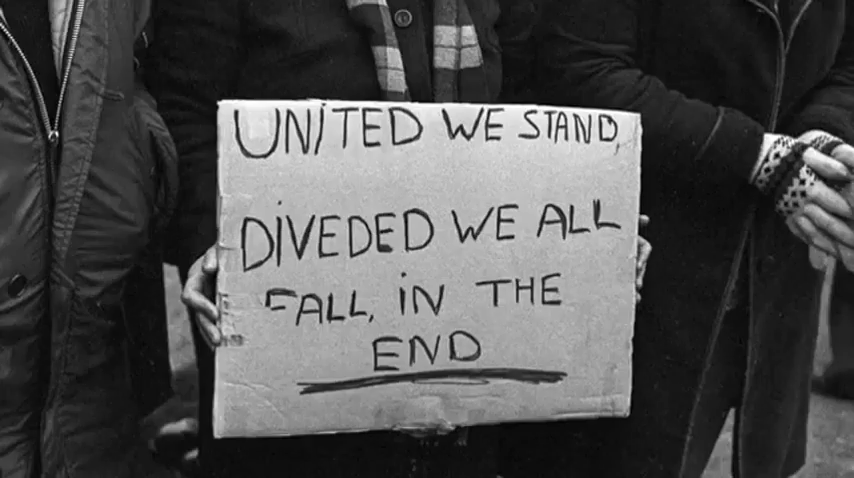 UNITED WE STAND,
DIVEDED WE ALL
FALL, IN THE
END